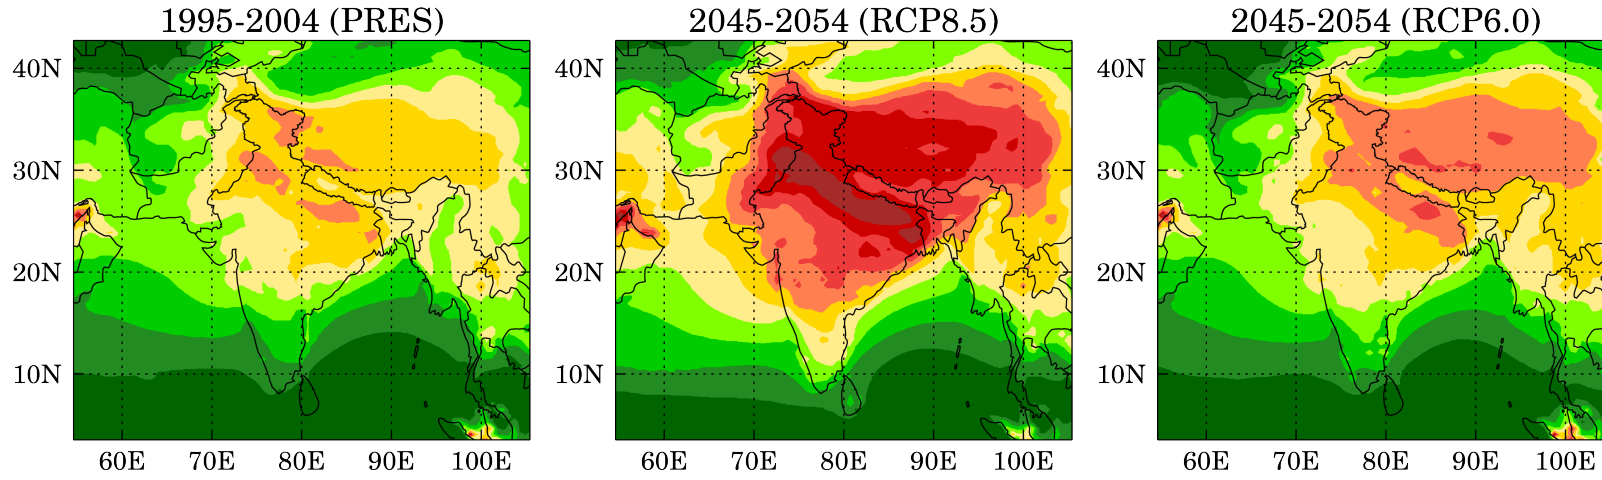 1995-2004 (PRES) 2045-2054 (RCP8.5) 2045-2054 (RCP6.0)
40N 40N 40N
30N 30N 30N
20N 20N 20N
10N 10N 10N
60E 70E 80E 90E 100E 60E 70E 80E 90E 100E 60E 70E 80E 90E 100E